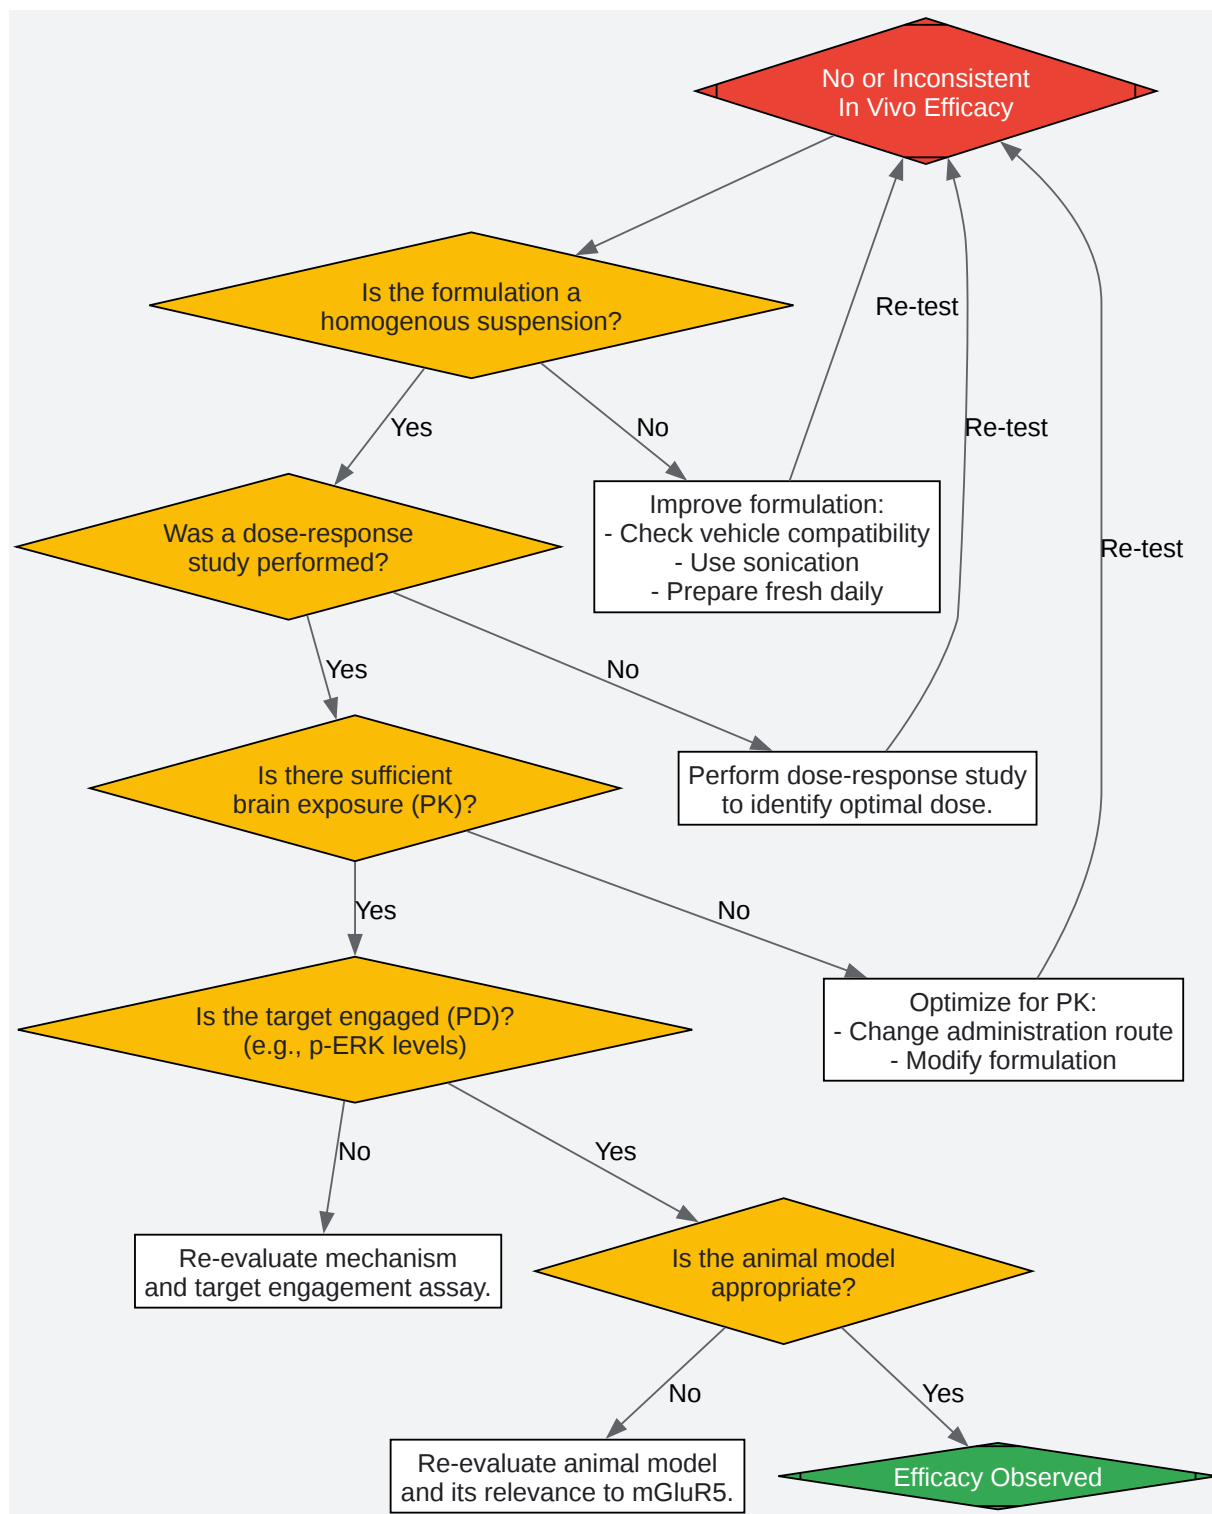 No or Inconsistent
In Vivo Efficacy
Is the formulation a
homogenous suspension?
Re-test
Yes
No
Re-test
Improve formulation:
- Check vehicle compatibility
- Use sonication
- Prepare fresh daily
Was a dose-response
study performed?
Re-test
Yes
No
Perform dose-response study
to identify optimal dose.
Is there sufficient
brain exposure (PK)?
Yes
No
Optimize for PK:
- Change administration route
- Modify formulation
Is the target engaged (PD)?
(e.g., p-ERK levels)
No
Yes
Re-evaluate mechanism
and target engagement assay.
Is the animal model
appropriate?
No
Yes
Re-evaluate animal model
and its relevance to mGluR5.
Efficacy Observed